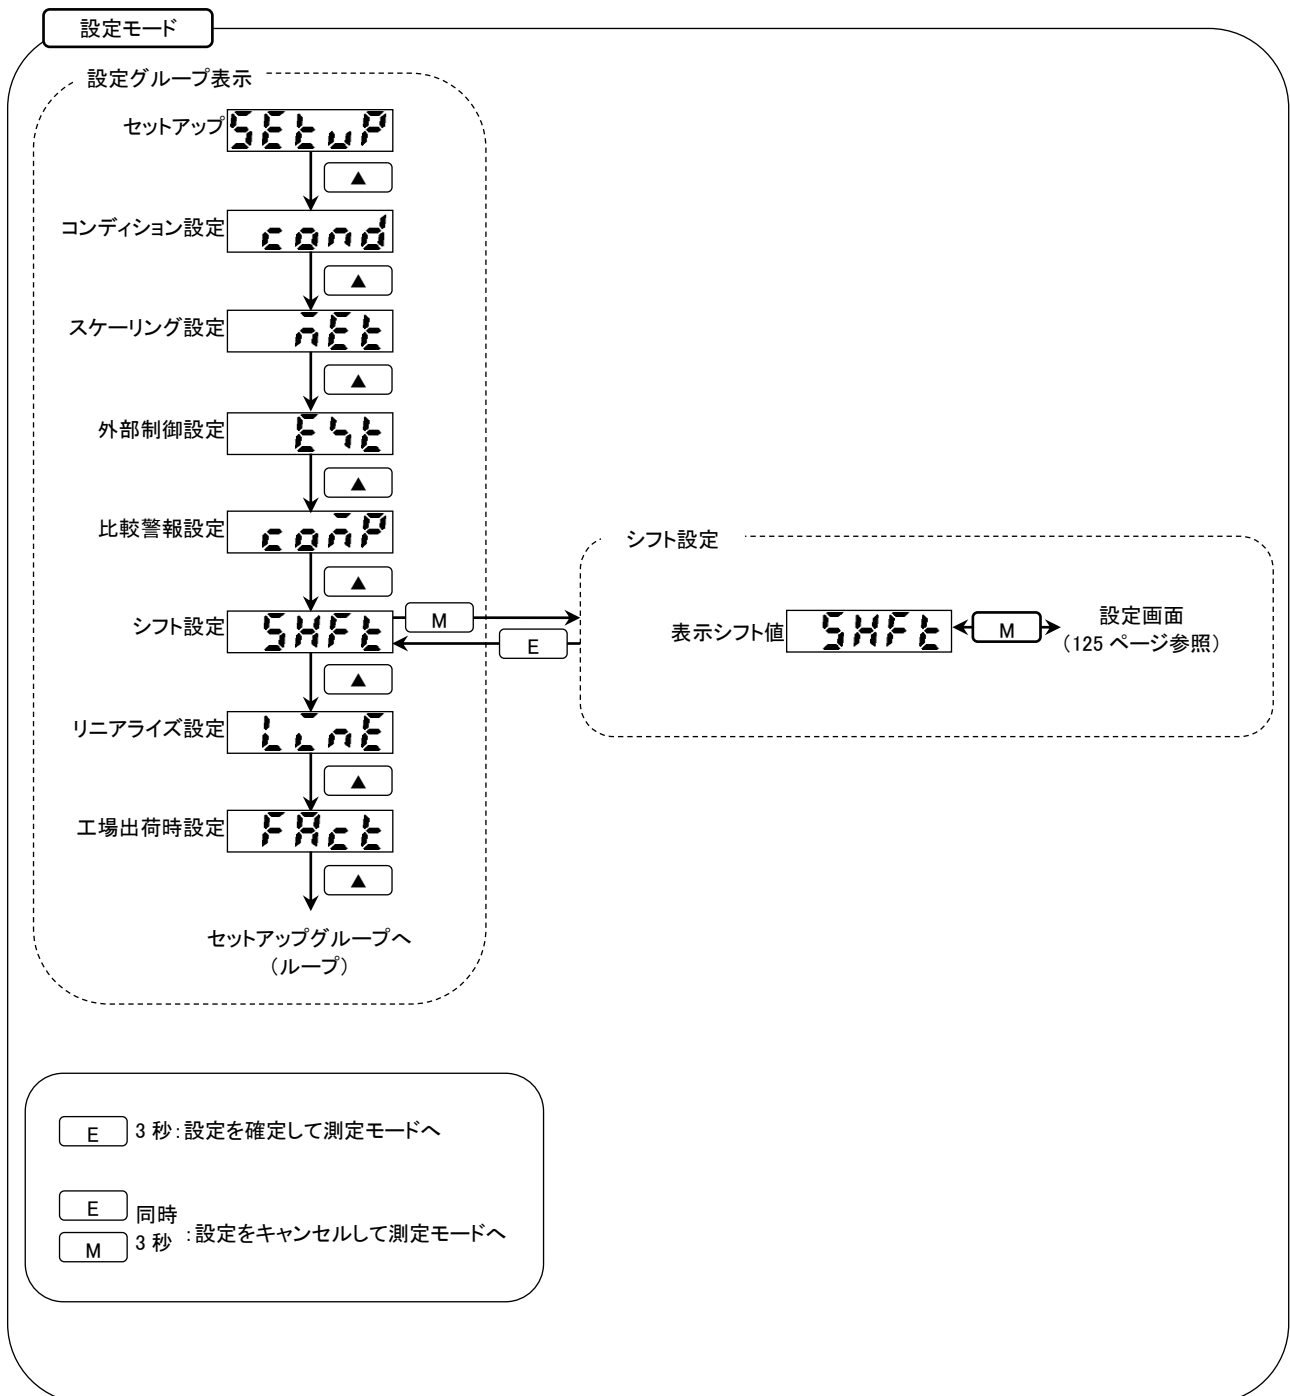 設定モード
設定グループ表示
セットアップ SEtuP
▲
コンディション設定 cond
▲
スケーリング設定 mEt
▲
外部制御設定 Ext
▲
比較警報設定 comP
▲
シフト設定 SHFt
M
E
▲
リニアライズ設定 LinE
▲
工場出荷時設定 FAct
▲
セットアップグループへ
(ループ)
シフト設定
表示シフト値 SHFt M 設定画面
(125 ページ参照)
E 3 秒:設定を確定して測定モードへ
E 同時
M 3 秒 :設定をキャンセルして測定モードへ